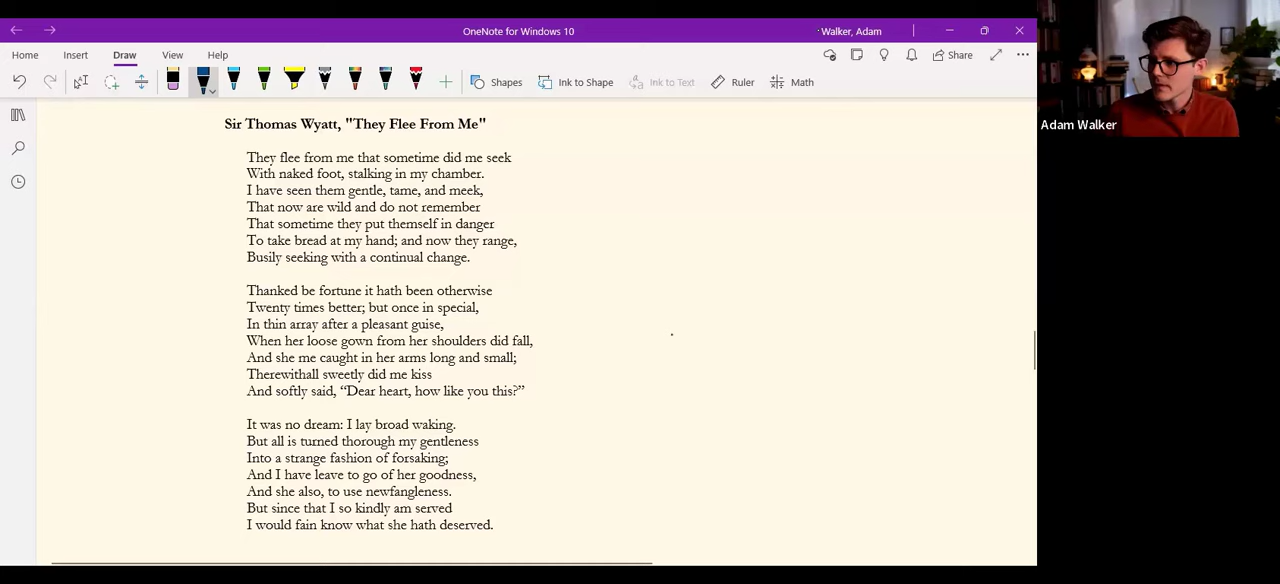 OneNote for Windows 10
Walker, Adam
Home Insert Draw View Help
Share
Shapes Ink to Shape Ink to Text Ruler Math
Adam Walker
Sir Thomas Wyatt, "They Flee From Me"
They flee from me that sometime did me seek
With naked foot, stalking in my chamber.
I have seen them gentle, tame, and meek,
That now are wild and do not remember
That sometime they put themself in danger
To take bread at my hand; and now they range,
Busily seeking with a continual change.
Thanked be fortune it hath been otherwise
Twenty times better; but once in special,
In thin array after a pleasant guise,
When her loose gown from her shoulders did fall,
And she me caught in her arms long and small;
Therewithall sweetly did me kiss
And softly said, “Dear heart, how like you this?”
It was no dream: I lay broad waking.
But all is turned thorough my gentleness
Into a strange fashion of forsaking;
And I have leave to go of her goodness,
And she also, to use newfangleness.
But since that I so kindly am served
I would fain know what she hath deserved.